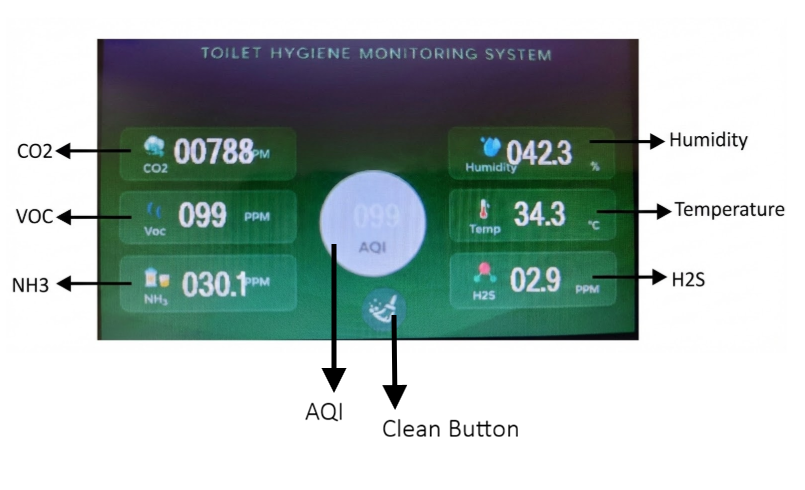 TOILET HYGIENE MONITORING SYSTEM
CO2
00788 PM
CO2
042.3 %
Humidity
Humidity
VOC
099 PPM
Voc
099
AQI
34.3 °C
Temp
Temperature
NH3
030.1 PPM
NH₃
02.9 PPM
H2S
H2S
AQI
Clean Button